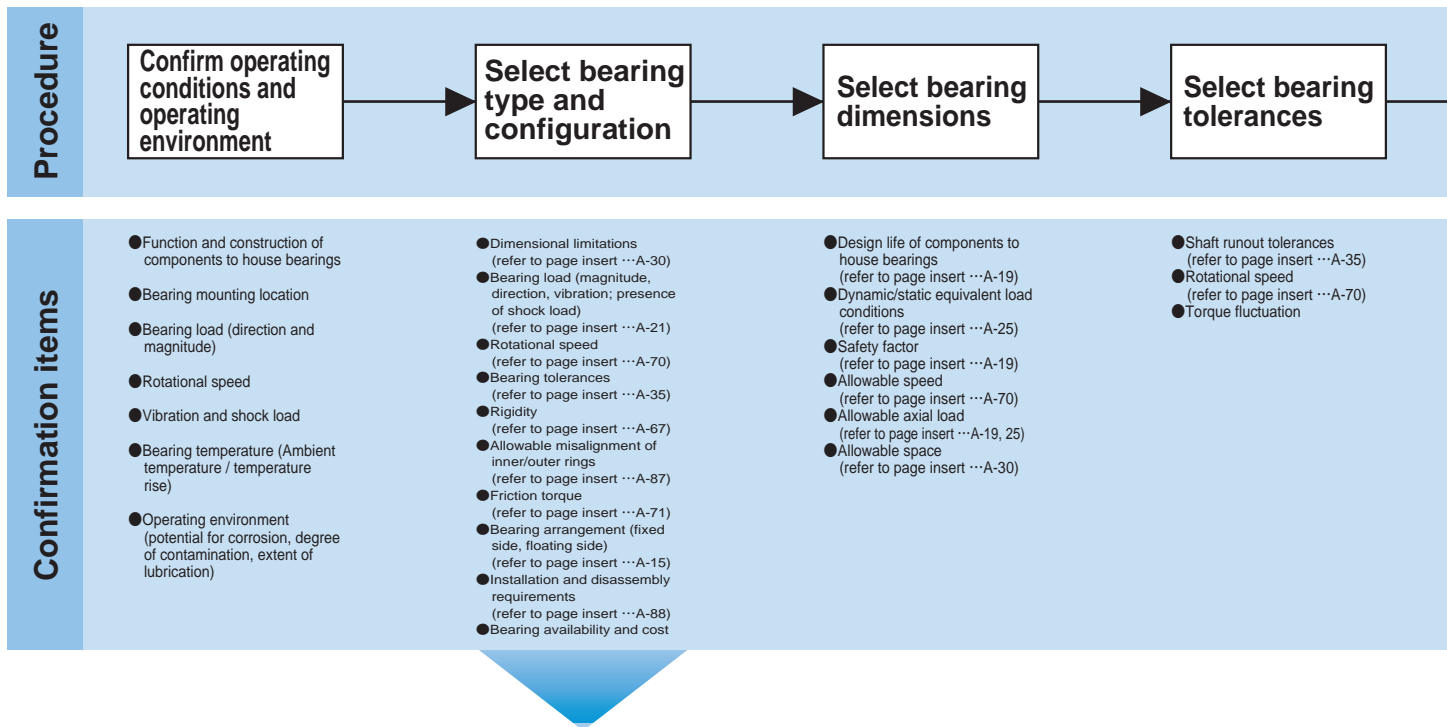 Procedure
Confirm operating
conditions and
operating
environment
Select bearing
type and
configuration
Select bearing
dimensions
Select bearing
tolerances
Confirmation items
●Function and construction of
components to house bearings
●Bearing mounting location
●Bearing load (direction and
magnitude)
●Rotational speed
●Vibration and shock load
●Bearing temperature (Ambient
temperature / temperature
rise)
●Operating environment
(potential for corrosion, degree
of contamination, extent of
lubrication)
●Dimensional limitations
(refer to page insert ···A-30)
●Bearing load (magnitude,
direction, vibration; presence
of shock load)
(refer to page insert ···A-21)
●Rotational speed
(refer to page insert ···A-70)
●Bearing tolerances
(refer to page insert ···A-35)
●Rigidity
(refer to page insert ···A-67)
●Allowable misalignment of
inner/outer rings
(refer to page insert ···A-87)
●Friction torque
(refer to page insert ···A-71)
●Bearing arrangement (fixed
side, floating side)
(refer to page insert ···A-15)
●Installation and disassembly
requirements
(refer to page insert ···A-88)
●Bearing availability and cost
●Design life of components to
house bearings
(refer to page insert ···A-19)
●Dynamic/static equivalent load
conditions
(refer to page insert ···A-25)
●Safety factor
(refer to page insert ···A-19)
●Allowable speed
(refer to page insert ···A-70)
●Allowable axial load
(refer to page insert ···A-19, 25)
●Allowable space
(refer to page insert ···A-30)
●Shaft runout tolerances
(refer to page insert ···A-35)
●Rotational speed
(refer to page insert ···A-70)
●Torque fluctuation